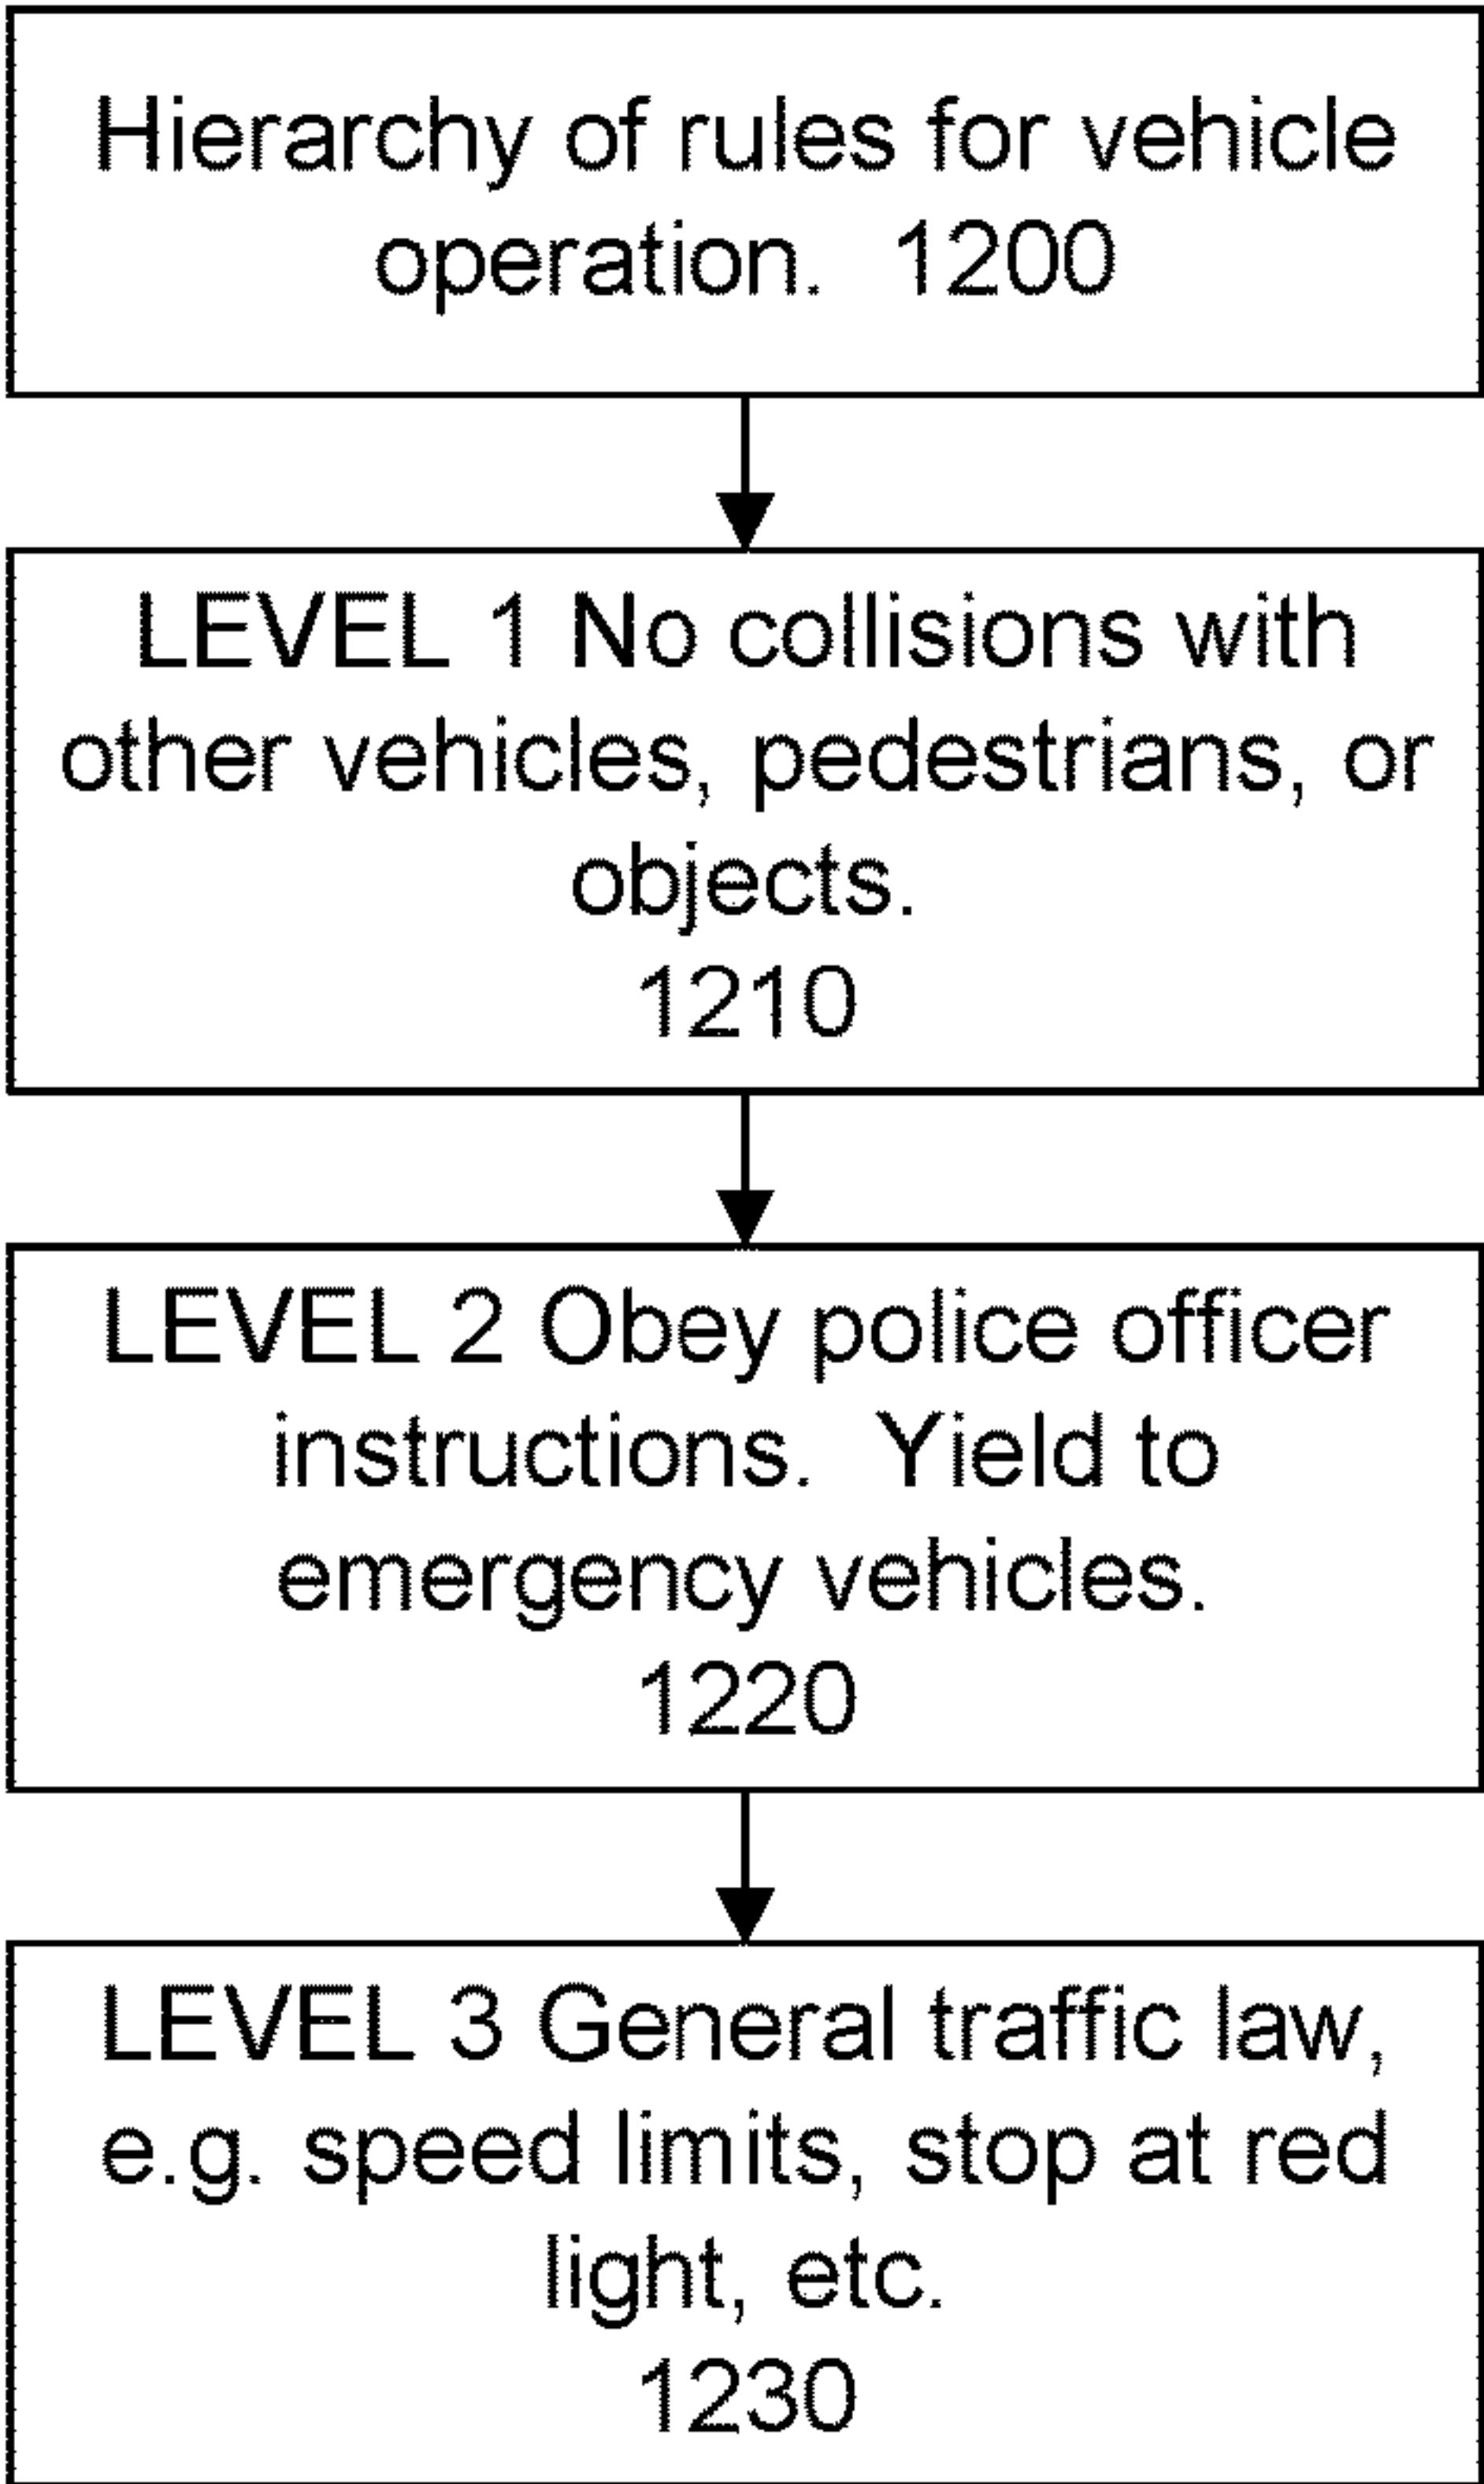 Hierarchy of rules for vehicle
operation. 1200
LEVEL 1 No collisions with
other vehicles, pedestrians, or
objects.
1210
LEVEL 2 Obey police officer
instructions. Yield to
emergency vehicles.
1220
LEVEL 3 General traffic law,
e.g. speed limits, stop at red
light, etc.
1230